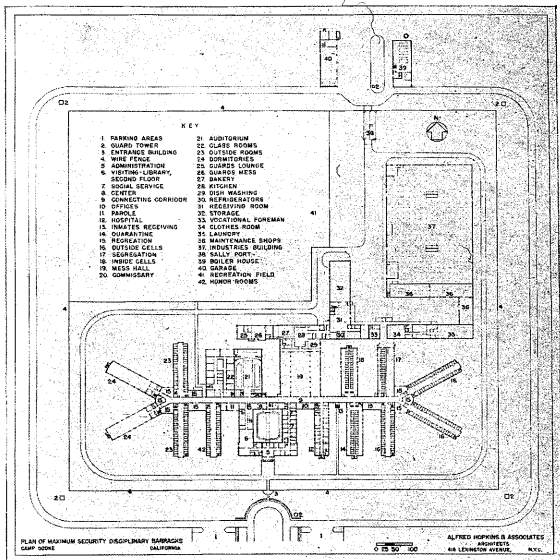 KEY
1 PARKING AREAS
2 GUARD TOWER
3 ENTRANCE BUILDING
4 WIRE FENCE
5 ADMINISTRATION
6 VISITING-LIBRARY,
SECOND FLOOR
7 SOCIAL SERVICE
8 CENTER
9 CONNECTING CORRIDOR
10 OFFICES
11 PAROLE
12 HOSPITAL
13 INMATES RECEIVING
14 QUARANTINE
15 RECREATION
16 OUTSIDE CELLS
17 SEGREGATION
18 INSIDE CELLS
19 MESS HALL
20 COMMISSARY
21 AUDITORIUM
22 CLASS ROOMS
23 OUTSIDE ROOMS
24 DORMITORIES
25 GUARDS LOUNGE
26 GUARDS MESS
27 BAKERY
28 KITCHEN
29 DISH WASHING
30 REFRIGERATORS
31 RECEIVING ROOM
32 STORAGE
33 VOCATIONAL FOREMAN
34 CLOTHES ROOM
35 LAUNDRY
36 MAINTENANCE SHOPS
37 INDUSTRIES BUILDING
38 SALLY PORT
39 BOILER HOUSE
40 GARAGE
41 RECREATION FIELD
42 HONOR ROOMS
PLAN OF MAXIMUM SECURITY DISCIPLINARY BARRACKS
CAMP COOKE CALIFORNIA
0 25 50 100
ALFRED HOPKINS & ASSOCIATES
ARCHITECTS
415 LEXINGTON AVENUE, N.Y.C.